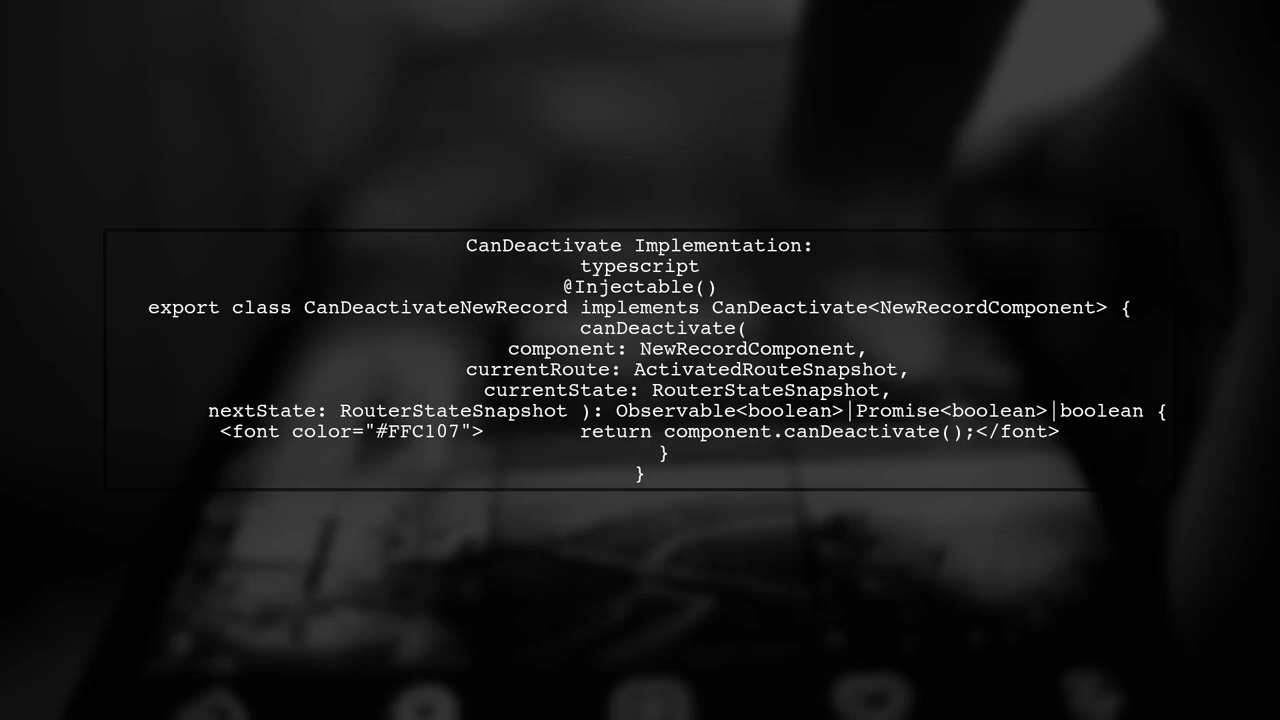 CanDeactivate Implementation:
typescript
@Injectable()
export class CanDeactivateNewRecord implements CanDeactivate<NewRecordComponent> {
canDeactivate(
component: NewRecordComponent,
currentRoute: ActivatedRouteSnapshot,
currentState: RouterStateSnapshot,
nextState: RouterStateSnapshot ): Observable<boolean>|Promise<boolean>|boolean {
<font color="#FFC107">        return component.canDeactivate();</font>
}
}